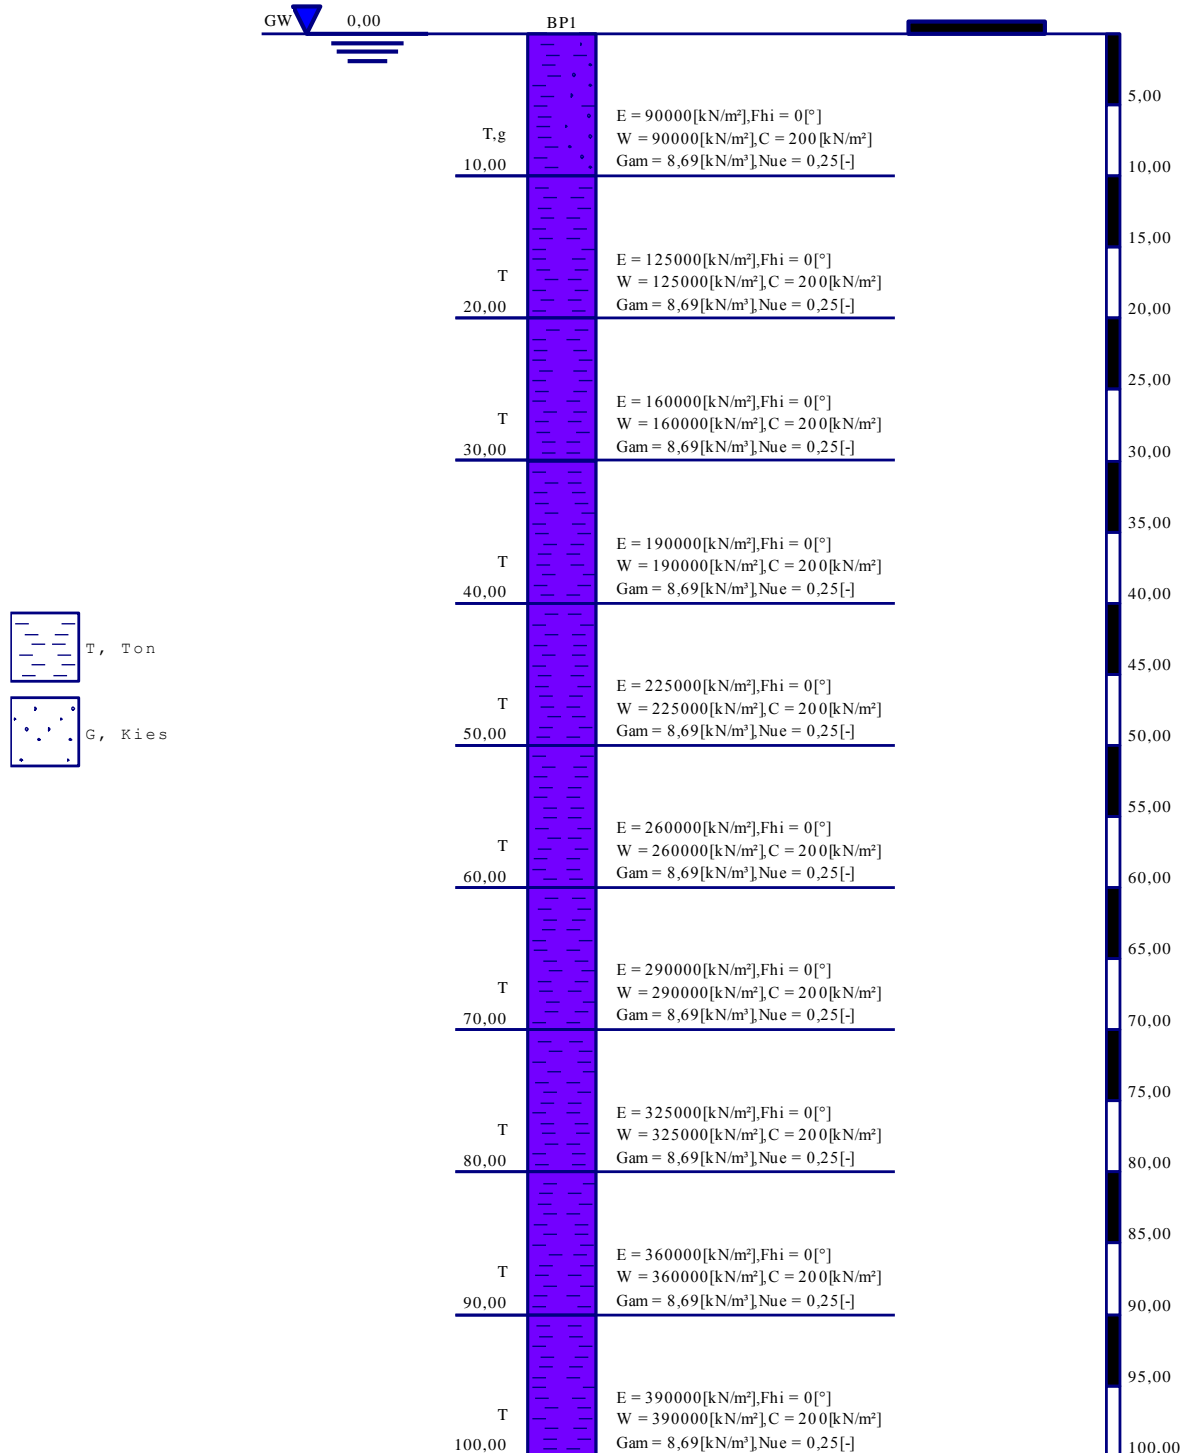 GW 0,00 BP1
5,00
E = 90000[kN/m²],Fhi = 0[°]
T,g
W = 90000[kN/m²],C = 200[kN/m²]
10,00
Gam = 8,69[kN/m³],Nue = 0,25[-]
10,00
15,00
E = 125000[kN/m²],Fhi = 0[°]
T
W = 125000[kN/m²],C = 200[kN/m²]
20,00
Gam = 8,69[kN/m³],Nue = 0,25[-]
20,00
25,00
E = 160000[kN/m²],Fhi = 0[°]
T
W = 160000[kN/m²],C = 200[kN/m²]
30,00
Gam = 8,69[kN/m³],Nue = 0,25[-]
30,00
35,00
E = 190000[kN/m²],Fhi = 0[°]
T
W = 190000[kN/m²],C = 200[kN/m²]
40,00
Gam = 8,69[kN/m³],Nue = 0,25[-]
40,00
T, Ton
45,00
E = 225000[kN/m²],Fhi = 0[°]
T
W = 225000[kN/m²],C = 200[kN/m²]
50,00
Gam = 8,69[kN/m³],Nue = 0,25[-]
50,00
G, Kies
55,00
E = 260000[kN/m²],Fhi = 0[°]
T
W = 260000[kN/m²],C = 200[kN/m²]
60,00
Gam = 8,69[kN/m³],Nue = 0,25[-]
60,00
65,00
E = 290000[kN/m²],Fhi = 0[°]
T
W = 290000[kN/m²],C = 200[kN/m²]
70,00
Gam = 8,69[kN/m³],Nue = 0,25[-]
70,00
75,00
E = 325000[kN/m²],Fhi = 0[°]
T
W = 325000[kN/m²],C = 200[kN/m²]
80,00
Gam = 8,69[kN/m³],Nue = 0,25[-]
80,00
85,00
E = 360000[kN/m²],Fhi = 0[°]
T
W = 360000[kN/m²],C = 200[kN/m²]
90,00
Gam = 8,69[kN/m³],Nue = 0,25[-]
90,00
95,00
E = 390000[kN/m²],Fhi = 0[°]
T
W = 390000[kN/m²],C = 200[kN/m²]
100,00
Gam = 8,69[kN/m³],Nue = 0,25[-]
100,00